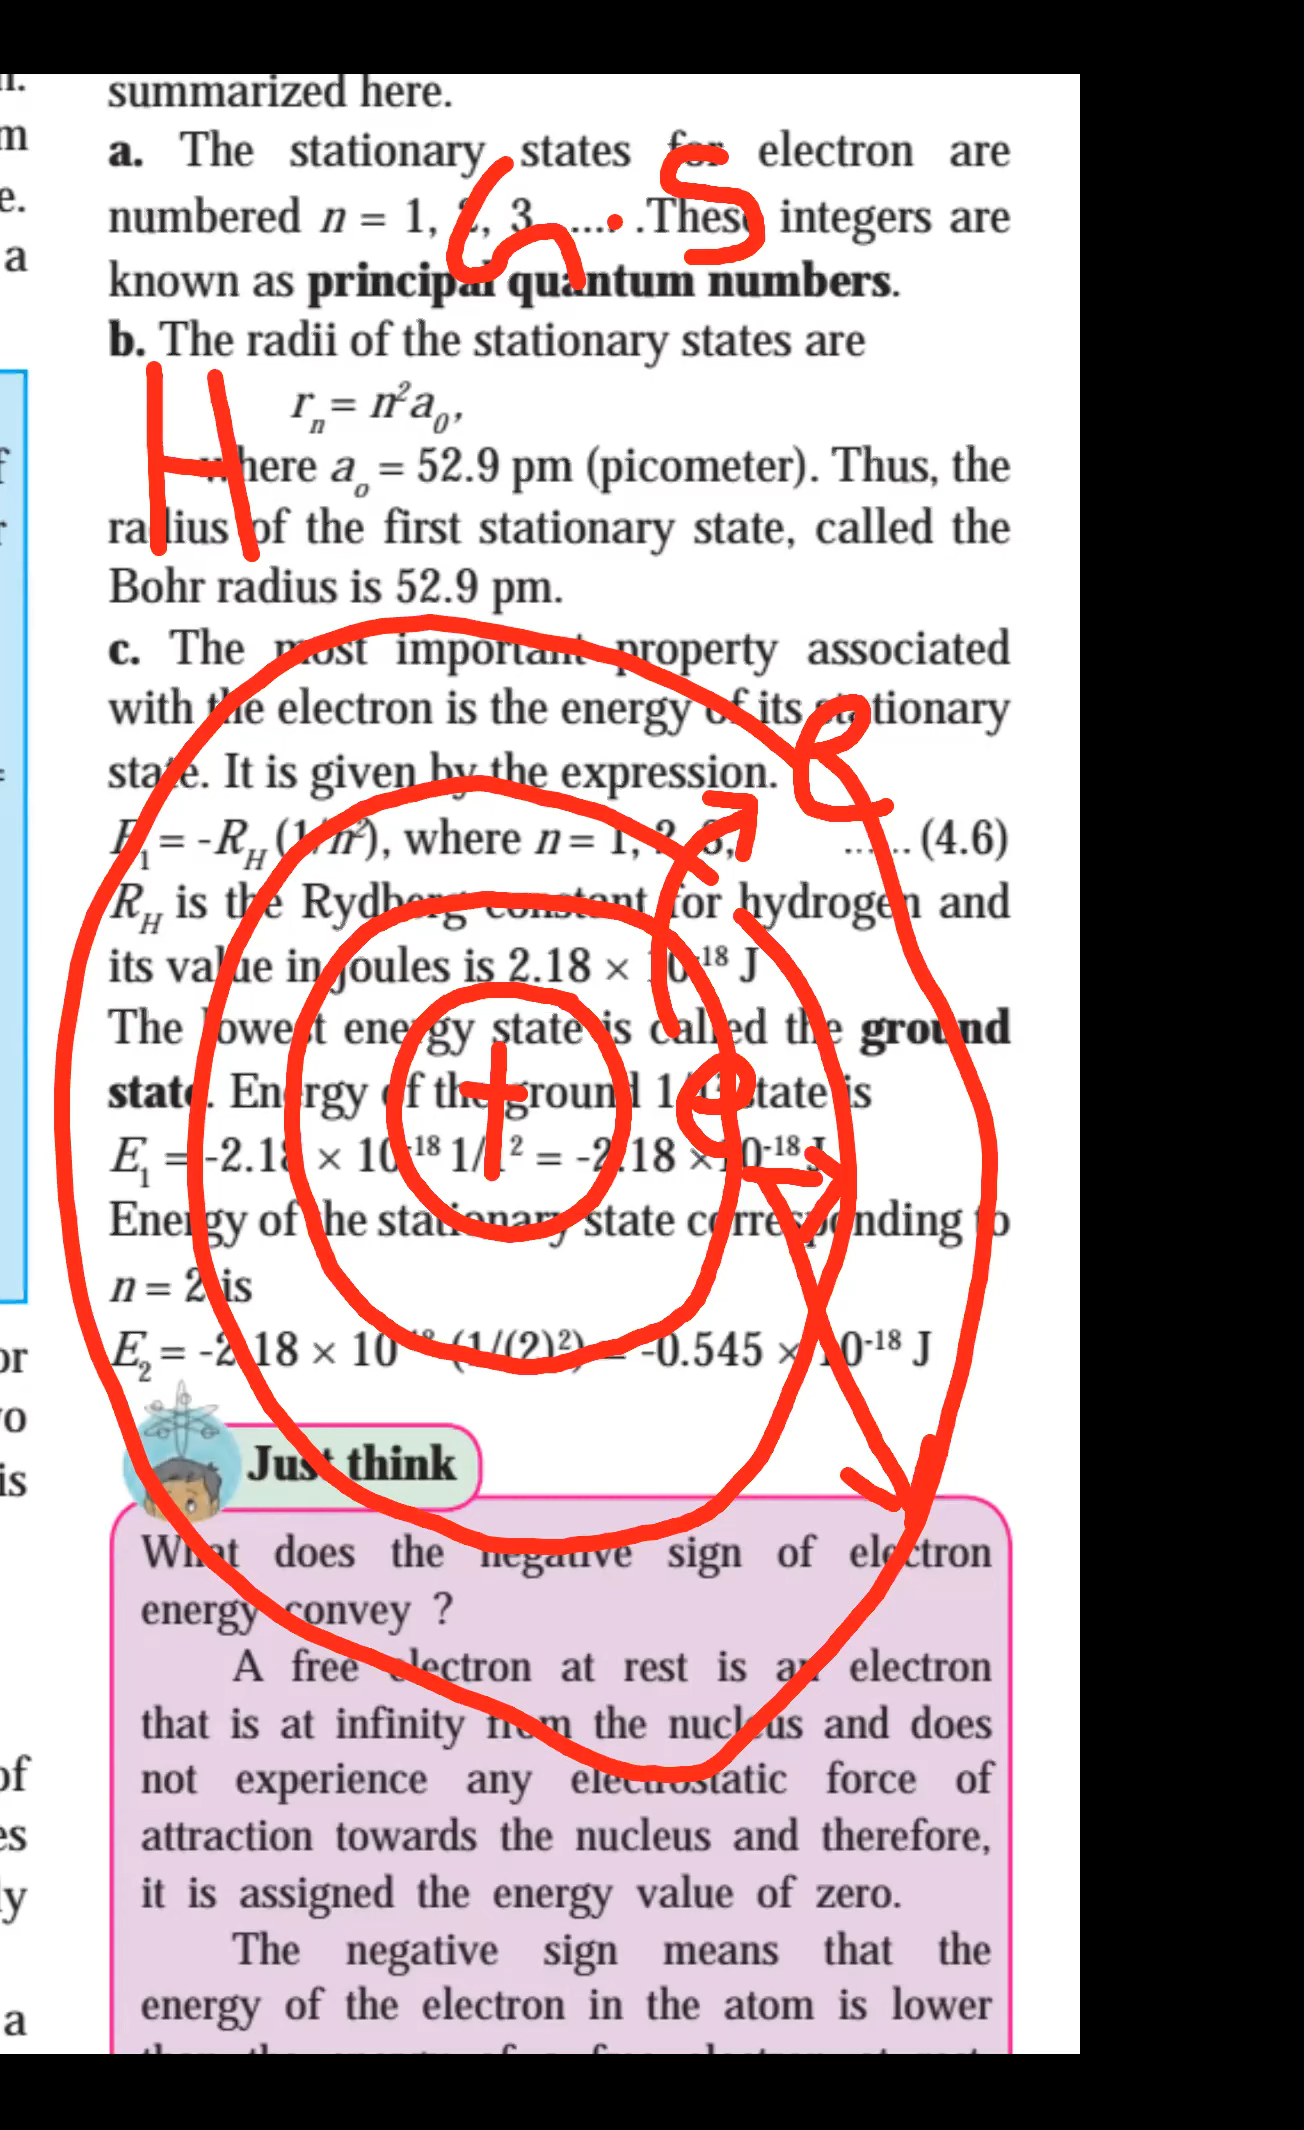 summarized here.
a. The stationary states for electron are
numbered n = 1, 2, 3 ..... .These integers are
known as principal quantum numbers.
b. The radii of the stationary states are
rₙ = n²a₀,
where aₒ = 52.9 pm (picometer). Thus, the
radius of the first stationary state, called the
Bohr radius is 52.9 pm.
c. The most important property associated
with the electron is the energy of its stationary
state. It is given by the expression.
E₁ = -R_H (1/n²), where n = 1, 2, 3, ...... (4.6)
R_H is the Rydberg constant for hydrogen and
its value in joules is 2.18 × 10⁻¹⁸ J
The lowest energy state is called the ground
state. Energy of the ground state is
E₁ = -2.18 × 10⁻¹⁸ 1/1² = -2.18 × 10⁻¹⁸ J
Energy of the stationary state corresponding to
n = 2 is
E₂ = -2.18 × 10⁻¹⁸ (1/(2)²) = -0.545 × 10⁻¹⁸ J
Just think
What does the negative sign of electron
energy convey ?
A free electron at rest is an electron
that is at infinity from the nucleus and does
not experience any electrostatic force of
attraction towards the nucleus and therefore,
it is assigned the energy value of zero.
The negative sign means that the
energy of the electron in the atom is lower
G.S
H
e
e
+
m
e.
a
or
is
of
es
ly
a